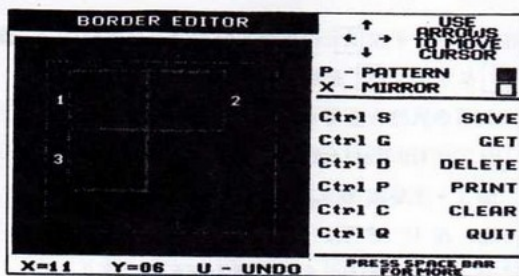 BORDER EDITOR
USE
ARROWS
TO MOVE
CURSOR
P - PATTERN
X - MIRROR
1
2
3
Ctrl S SAVE
Ctrl G GET
Ctrl D DELETE
Ctrl P PRINT
Ctrl C CLEAR
Ctrl Q QUIT
X=11 Y=06 U - UNDO
PRESS SPACE BAR
FOR MORE